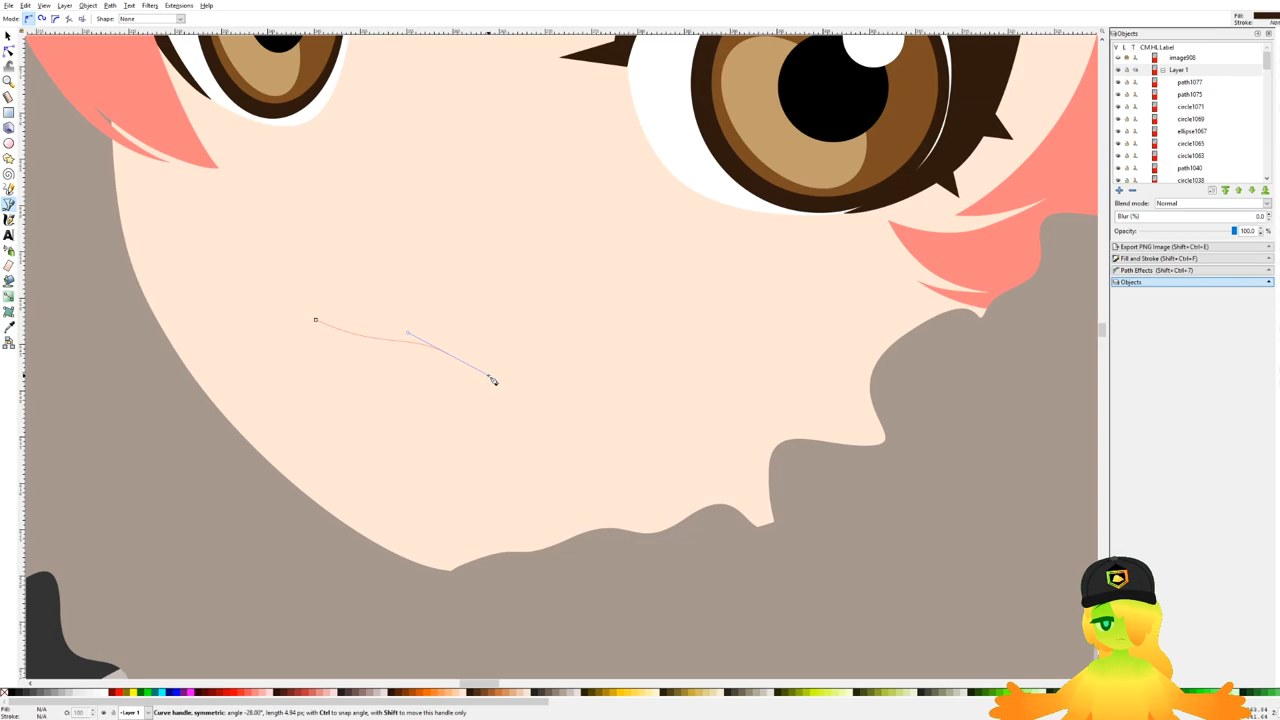 File Edit View Layer Object Path Text Filters Extensions Help
Mode: Shape: None
Fill:
Stroke:
Objects
V L T CM HL Label
image908
Layer 1
path1077
path1075
circle1071
circle1069
ellipse1067
circle1065
circle1063
path1040
circle1038
Blend mode: Normal
Blur (%) 0.0
Opacity: 100.0 %
Export PNG Image (Shift+Ctrl+E)
Fill and Stroke (Shift+Ctrl+F)
Path Effects (Shift+Ctrl+7)
Objects
Fill: N/A
Stroke: N/A
O: 100
Layer 1
Curve handle, symmetric: angle -28.00°, length 4.94 pc; with Ctrl to snap angle, with Shift to move this handle only